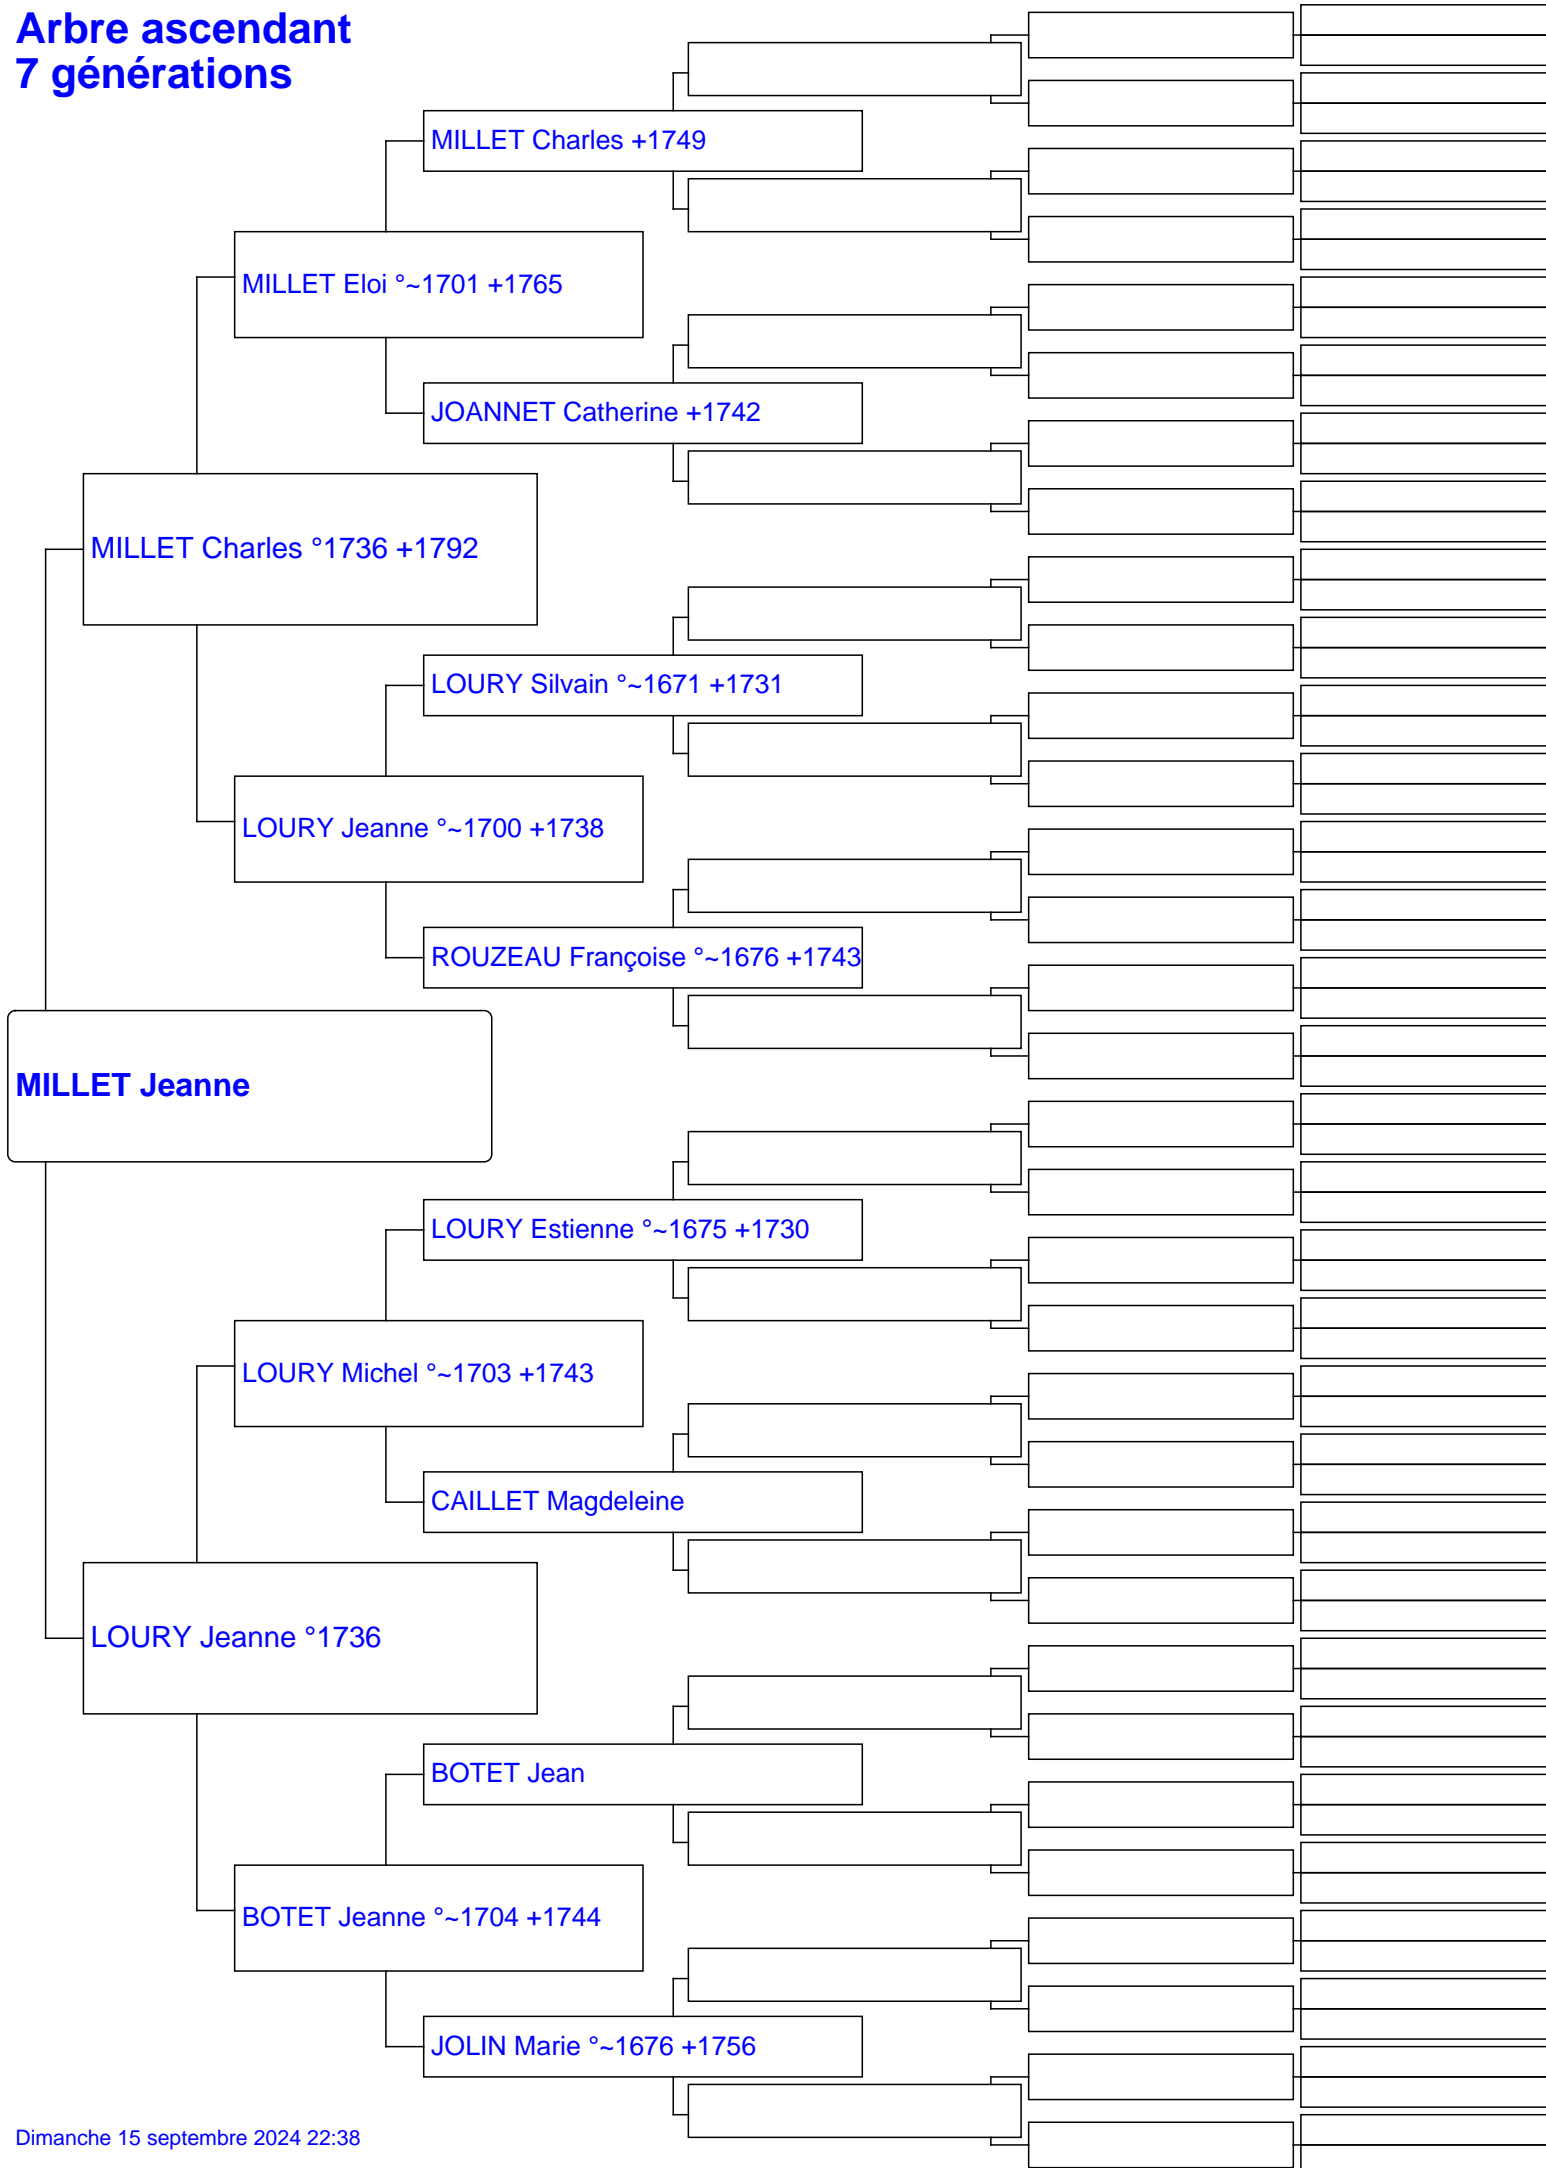 Arbre ascendant
7 générations
MILLET Charles +1749
MILLET Eloi °~1701 +1765
JOANNET Catherine +1742
MILLET Charles °1736 +1792
LOURY Silvain °~1671 +1731
LOURY Jeanne °~1700 +1738
ROUZEAU Françoise °~1676 +1743
MILLET Jeanne
LOURY Estienne °~1675 +1730
LOURY Michel °~1703 +1743
CAILLET Magdeleine
LOURY Jeanne °1736
BOTET Jean
BOTET Jeanne °~1704 +1744
JOLIN Marie °~1676 +1756
Dimanche 15 septembre 2024 22:38